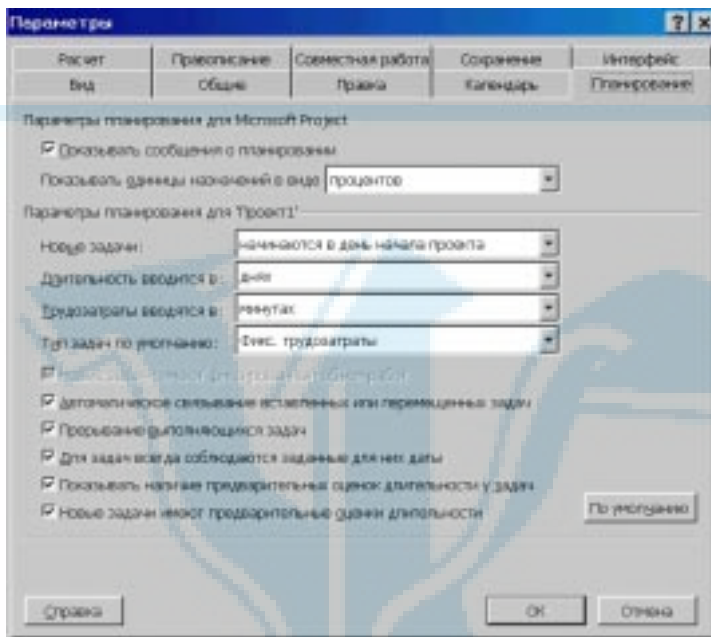 Параметры
Расчет Правописание Совместная работа Сохранение Интерфейс
Вид Общие Правка Календарь Планирование
Параметры планирования для Microsoft Project
Показывать сообщения о планировании
Показывать единицы назначений в виде процентов
Параметры планирования для 'Проект1'
Новые задачи: начинаются в день начала проекта
Длительность вводится в: днях
Трудозатраты вводятся в: минутах
Тип задач по умолчанию: Фикс. трудозатраты
Автоматическое связывание вставленных или перемещенных задач
Прерывание выполняющихся задач
Для задач всегда соблюдаются заданные для них даты
Показывать наличие предварительных оценок длительности у задач
Новые задачи имеют предварительные оценки длительности
По умолчанию
Справка ОК Отмена